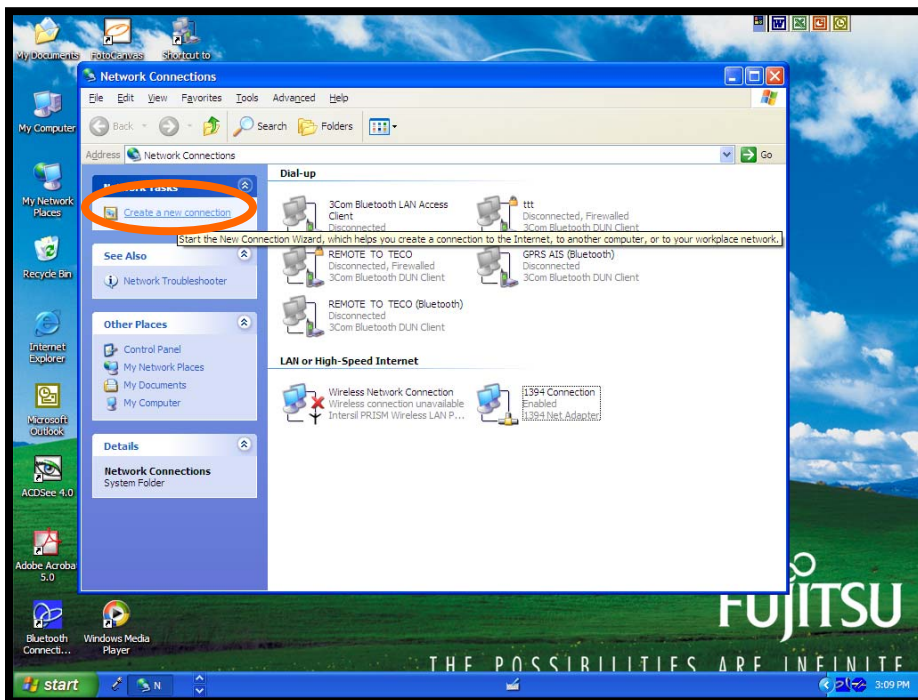 My Documents
FotoCanvas
Shortcut to
My Computer
My Network
Places
Recycle Bin
Internet
Explorer
Microsoft
Outlook
ACDSee 4.0
Adobe Acroba
5.0
Bluetooth
Connecti...
Windows Media
Player
Network Connections
File Edit View Favorites Tools Advanced Help
Back Search Folders
Address Network Connections Go
Network Tasks
Create a new connection
Start the New Connection Wizard, which helps you create a connection to the Internet, to another computer, or to your workplace network.
See Also
Network Troubleshooter
Other Places
Control Panel
My Network Places
My Documents
My Computer
Details
Network Connections
System Folder
Dial-up
3Com Bluetooth LAN Access
Client
Disconnected
ttt
Disconnected, Firewalled
3Com Bluetooth DUN Client
REMOTE TO TECO
Disconnected, Firewalled
3Com Bluetooth DUN Client
GPRS AIS (Bluetooth)
Disconnected
3Com Bluetooth DUN Client
REMOTE TO TECO (Bluetooth)
Disconnected
3Com Bluetooth DUN Client
LAN or High-Speed Internet
Wireless Network Connection
Wireless connection unavailable
Intersil PRISM Wireless LAN P...
1394 Connection
Enabled
1394 Net Adapter
FUJITSU
THE POSSIBILITIES ARE INFINITE
start
N
3:09 PM